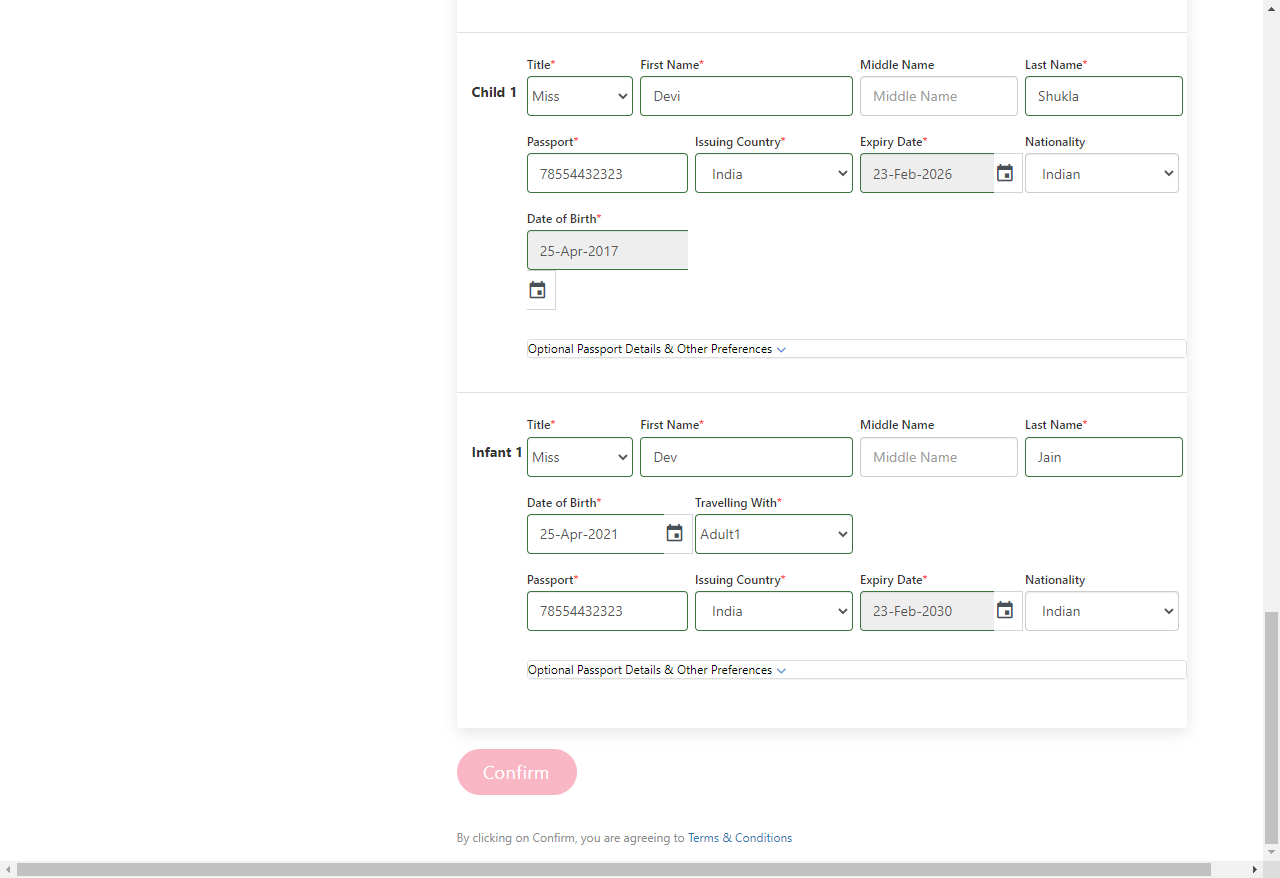 Title* First Name* Middle Name Last Name*
Child 1 Miss Devi Middle Name Shukla
Passport* Issuing Country* Expiry Date* Nationality
78554432323 India 23-Feb-2026 Indian
Date of Birth*
25-Apr-2017
Optional Passport Details & Other Preferences
Title* First Name* Middle Name Last Name*
Infant 1 Miss Dev Middle Name Jain
Date of Birth* Travelling With*
25-Apr-2021 Adult1
Passport* Issuing Country* Expiry Date* Nationality
78554432323 India 23-Feb-2030 Indian
Optional Passport Details & Other Preferences
Confirm
By clicking on Confirm, you are agreeing to Terms & Conditions